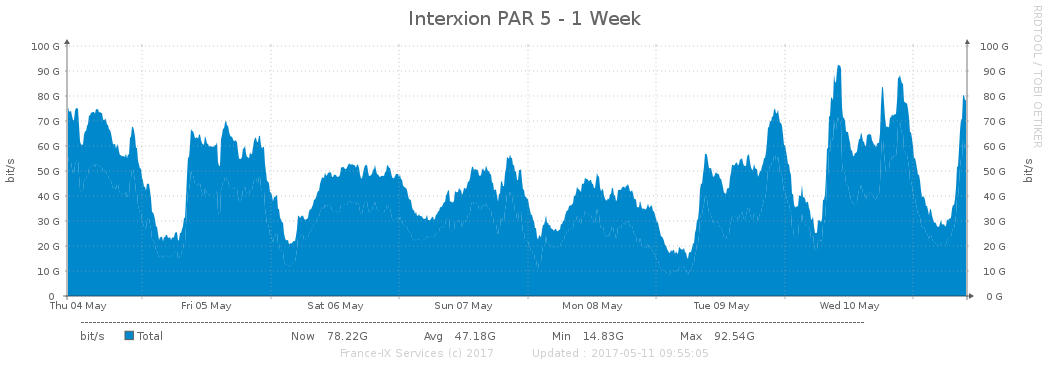 Interxion PAR 5 - 1 Week
RRDTOOL / TOBI OETIKER
bit/s
100 G 100 G
90 G 90 G
80 G 80 G
70 G 70 G
60 G 60 G
50 G 50 G
40 G 40 G
30 G 30 G
20 G 20 G
10 G 10 G
0 0 G
bit/s
Thu 04 May Fri 05 May Sat 06 May Sun 07 May Mon 08 May Tue 09 May Wed 10 May
bit/s Total Now 78.22G Avg 47.18G Min 14.83G Max 92.54G
France-IX Services (c) 2017 Updated : 2017-05-11 09:55:05